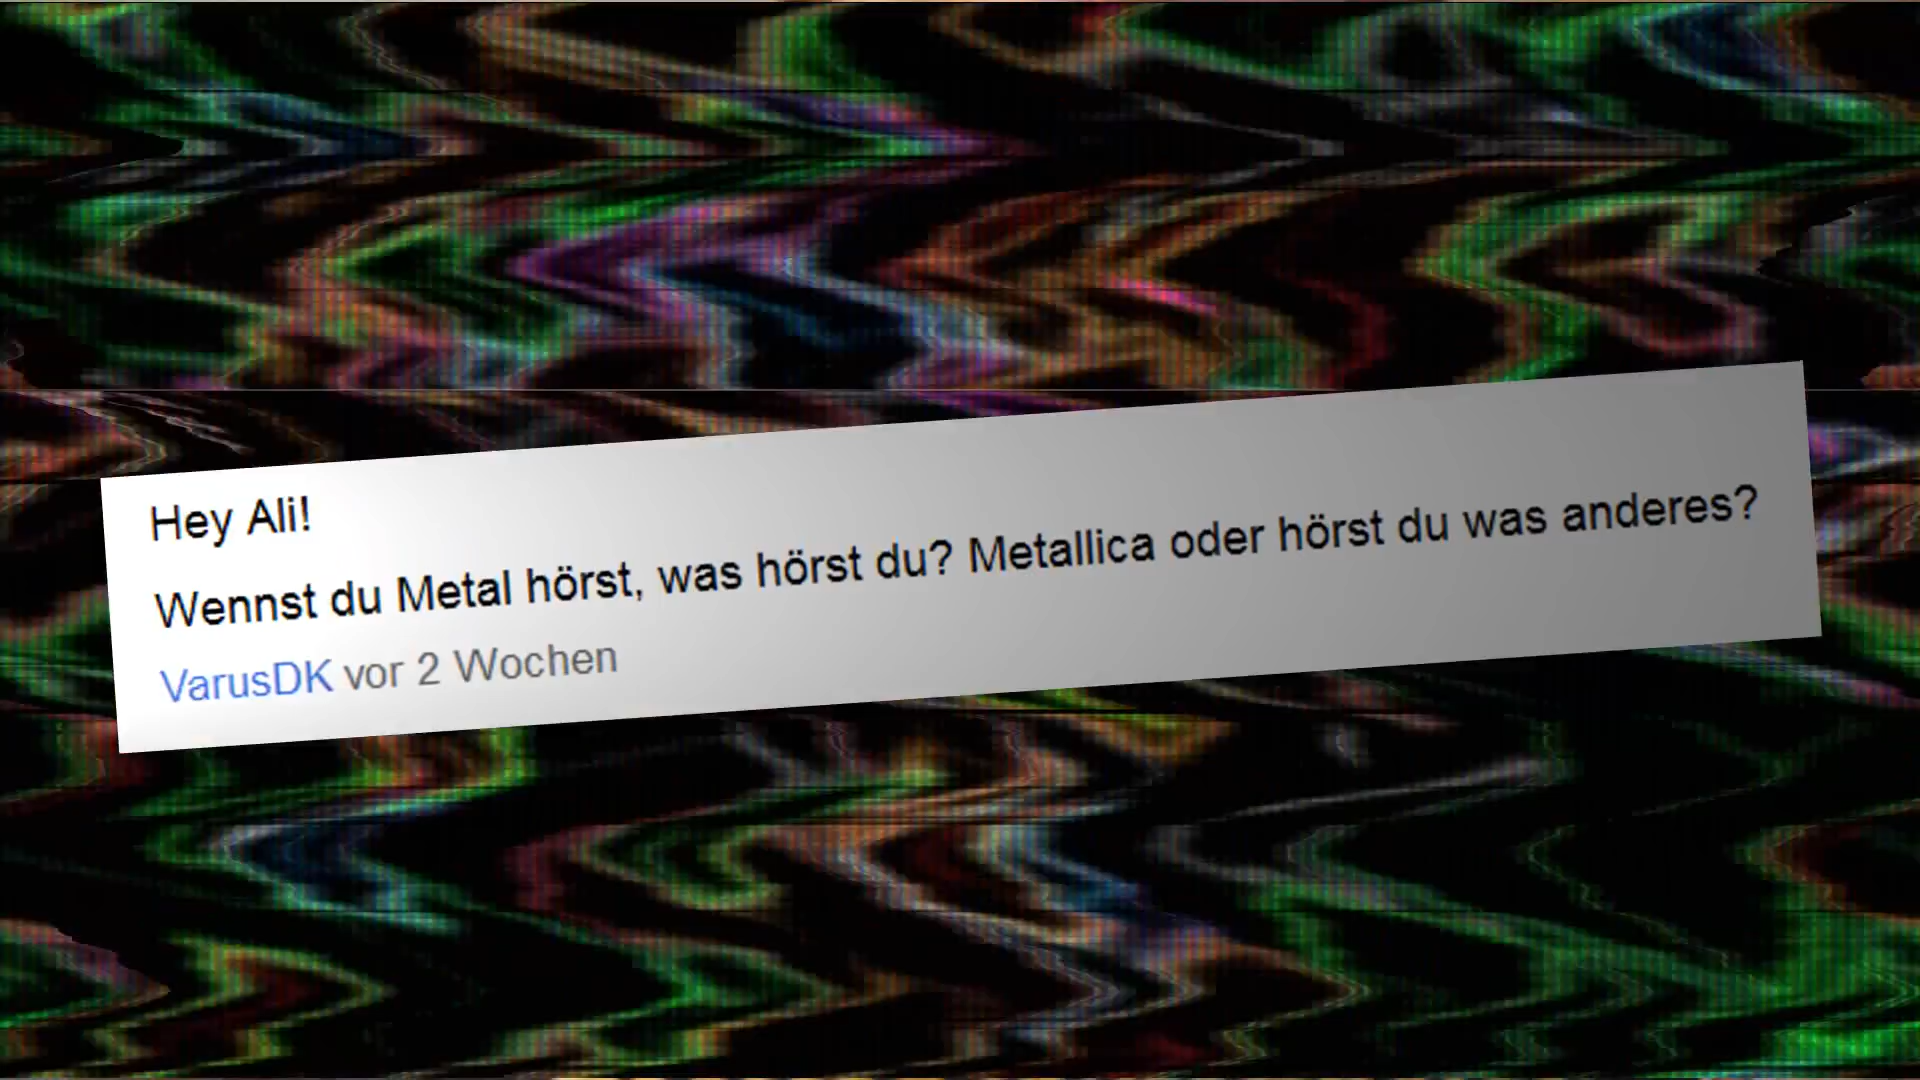 Hey Ali!
Wennst du Metal hörst, was hörst du? Metallica oder hörst du was anderes?
VarusDK vor 2 Wochen